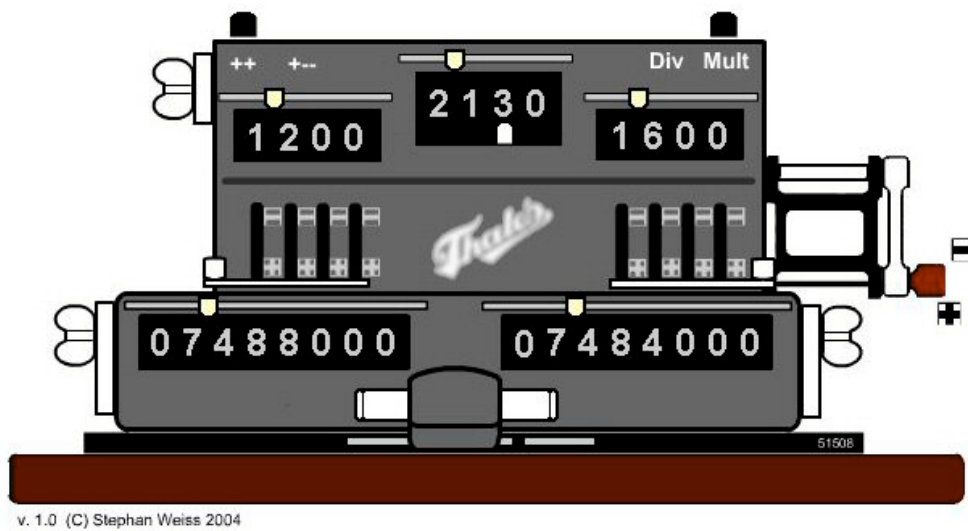 ++ +-- Div Mult
2130
1200 1600
Thales
07488000 07484000
51508
v. 1.0 (C) Stephan Weiss 2004